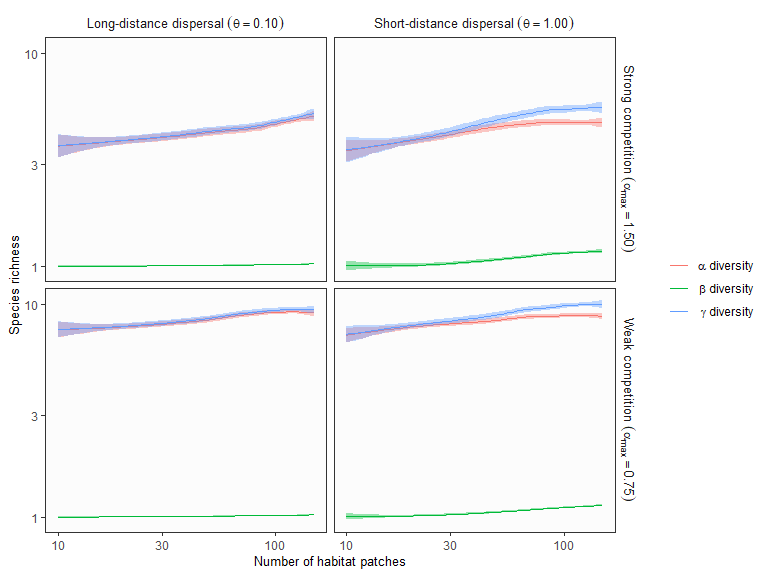 Long-distance dispersal (θ = 0.10)
Short-distance dispersal (θ = 1.00)
10
3
1
Strong competition (αmax = 1.50)
Species richness
10
3
1
Weak competition (αmax = 0.75)
10
30
100
10
30
100
Number of habitat patches
α diversity
β diversity
γ diversity